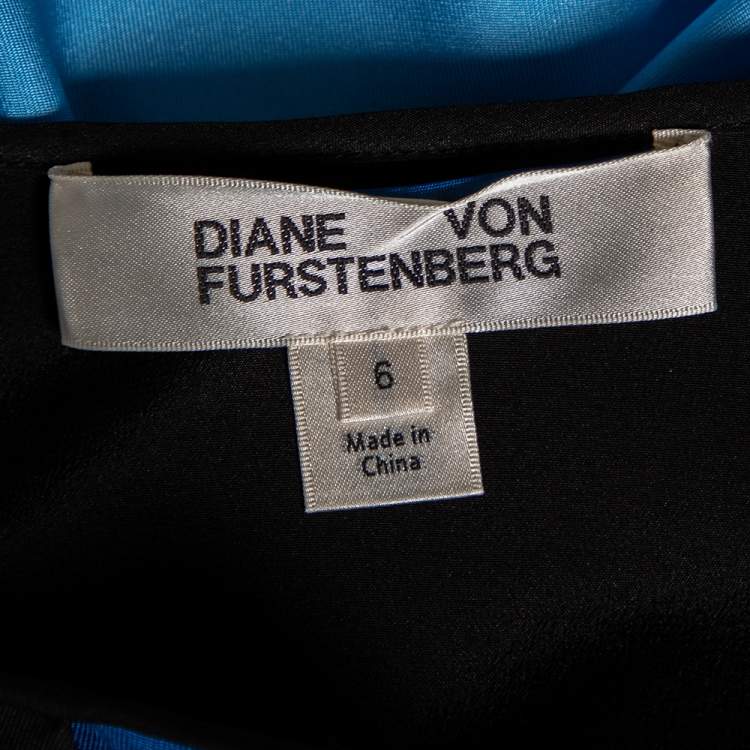 DIANE VON
FURSTENBERG
6
Made in
China